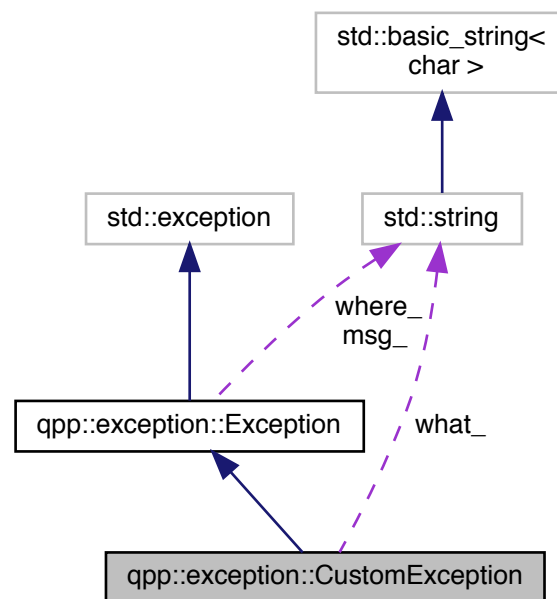 std::basic_string<
char >
std::exception
std::string
where_
msg_
qpp::exception::Exception
what_
qpp::exception::CustomException